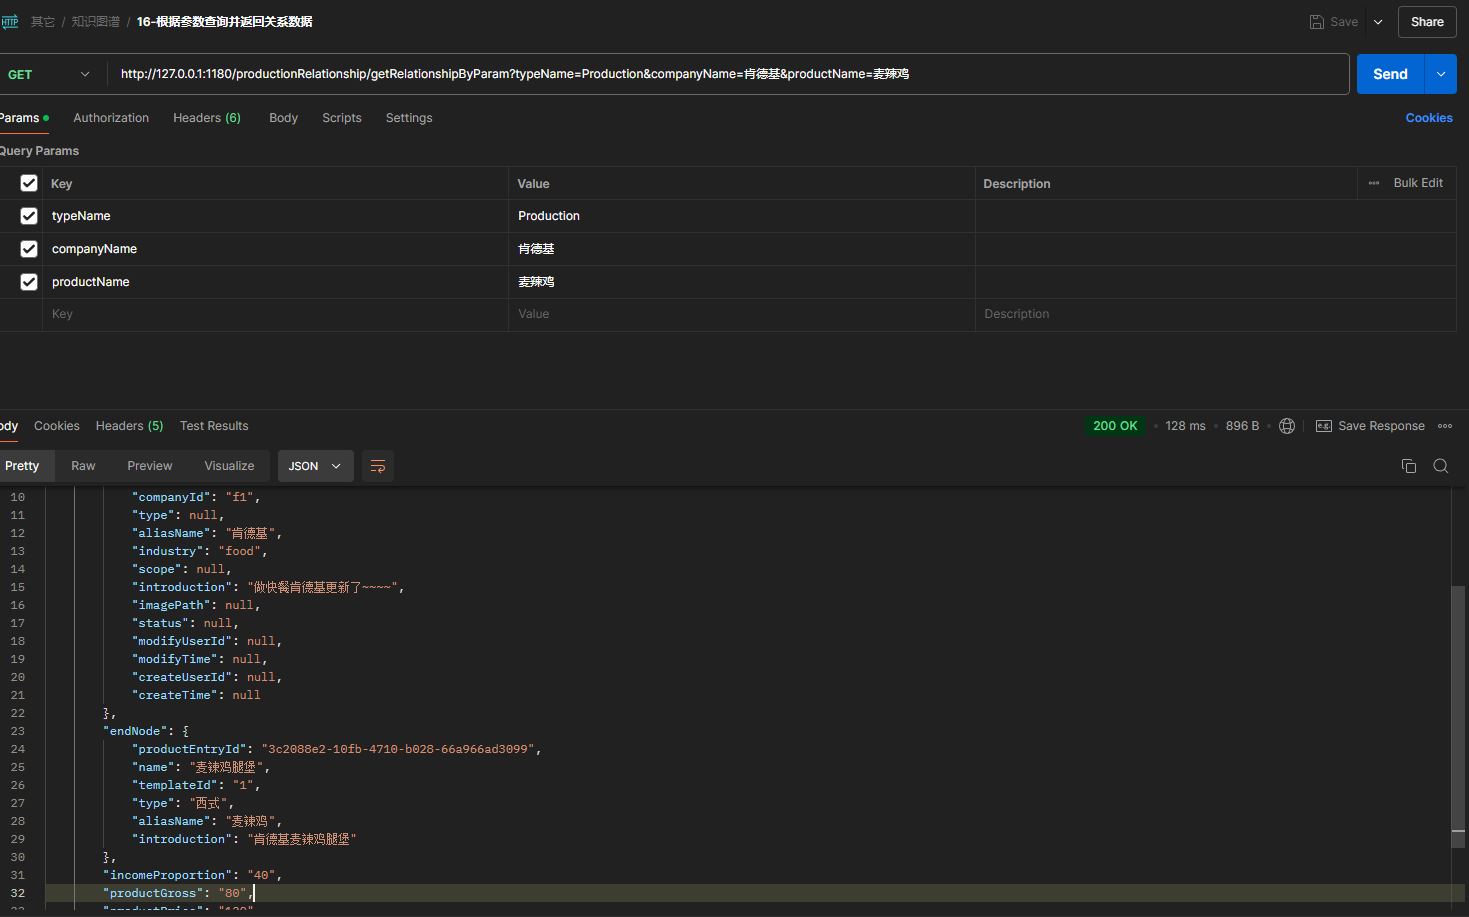 HTTP 其它 / 知识图谱 / 16-根据参数查询并返回关系数据 Save Share
GET http://127.0.0.1:1180/productionRelationship/getRelationshipByParam?typeName=Production&companyName=肯德基&productName=麦辣鸡 Send
Params Authorization Headers (6) Body Scripts Settings Cookies
Query Params
Key Value Description Bulk Edit
typeName Production
companyName 肯德基
productName 麦辣鸡
Key Value Description
ody Cookies Headers (5) Test Results 200 OK 128 ms 896 B e.g. Save Response
Pretty Raw Preview Visualize JSON
10 "companyId": "f1",
11 "type": null,
12 "aliasName": "肯德基",
13 "industry": "food",
14 "scope": null,
15 "introduction": "做快餐肯德基更新了~~~~",
16 "imagePath": null,
17 "status": null,
18 "modifyUserId": null,
19 "modifyTime": null,
20 "createUserId": null,
21 "createTime": null
22 },
23 "endNode": {
24 "productEntryId": "3c2088e2-10fb-4710-b028-66a966ad3099",
25 "name": "麦辣鸡腿堡",
26 "templateId": "1",
27 "type": "西式",
28 "aliasName": "麦辣鸡",
29 "introduction": "肯德基麦辣鸡腿堡"
30 },
31 "incomeProportion": "40",
32 "productGross": "80",